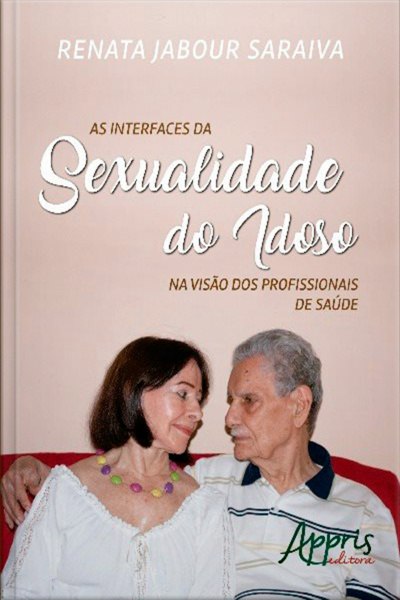 RENATA JABOUR SARAIVA
AS INTERFACES DA
Sexualidade
do Idoso
NA VISÃO DOS PROFISSIONAIS
DE SAÚDE
Appris
editora